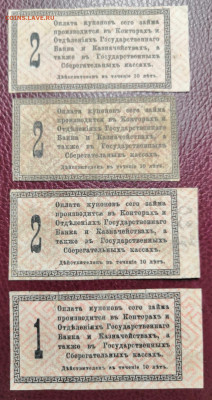 COINS.LAVE.RU
2
Оплата купоновъ сего займа
производится въ Конторахъ и
Отдѣленіяхъ Государственнаго
Банка и Казначействахъ, а
также въ Государственныхъ
Сберегательныхъ кассахъ.
Дѣйствителенъ въ теченіе 10 лѣтъ.
2
Оплата купоновъ сего займа
производится въ Конторахъ и
Отдѣленіяхъ Государственнаго
Банка и Казначействахъ, а
также въ Государственныхъ
Сберегательныхъ кассахъ.
Дѣйствителенъ въ теченіе 10 лѣтъ.
2
Оплата купоновъ сего займа
производится въ Конторахъ и
Отдѣленіяхъ Государственнаго
Банка и Казначействахъ, а
также въ Государственныхъ
Сберегательныхъ кассахъ.
Дѣйствителенъ въ теченіе 10 лѣтъ.
1
Оплата купоновъ сего займа
производится въ Конторахъ и
Отдѣленіяхъ Государственнаго
Банка и Казначействахъ, а
также въ Государственныхъ
Сберегательныхъ кассахъ.
Дѣйствителенъ въ теченіе 10 лѣтъ.